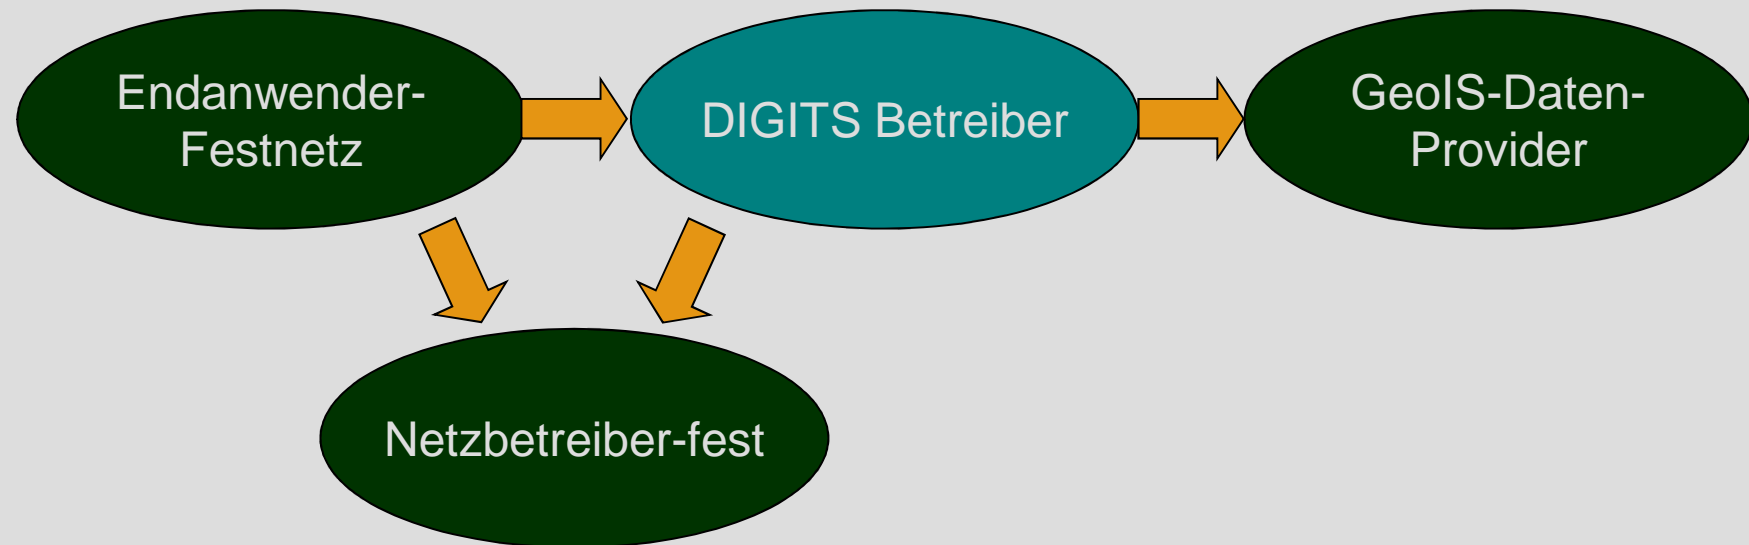 Endanwender-
Festnetz
DIGITS Betreiber
GeoIS-Daten-
Provider
Netzbetreiber-fest